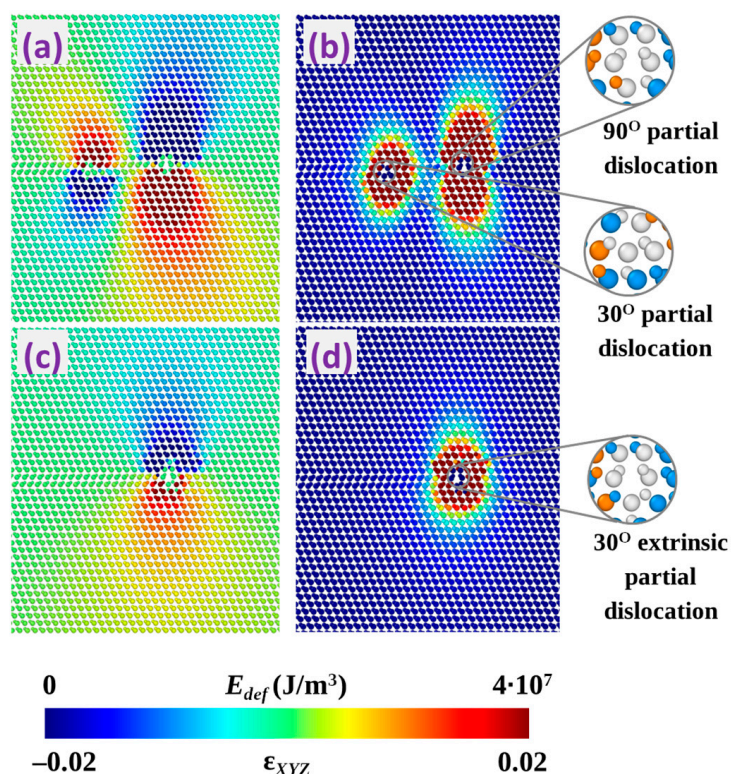 (a)
(b)
90° partial
dislocation
30° partial
dislocation
(c)
(d)
30° extrinsic
partial
dislocation
0 E_def (J/m³) 4·10⁷
−0.02 ε_XYZ 0.02